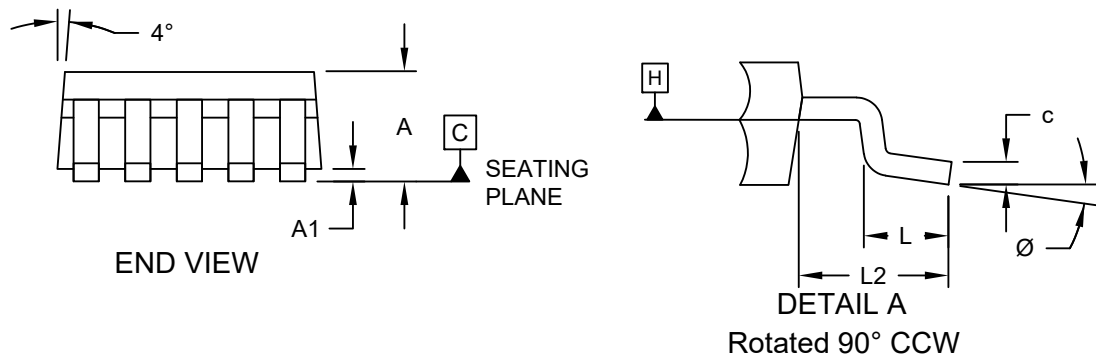 4°
A
C
SEATING
PLANE
A1
END VIEW
H
c
L
Ø
L2
DETAIL A
Rotated 90° CCW